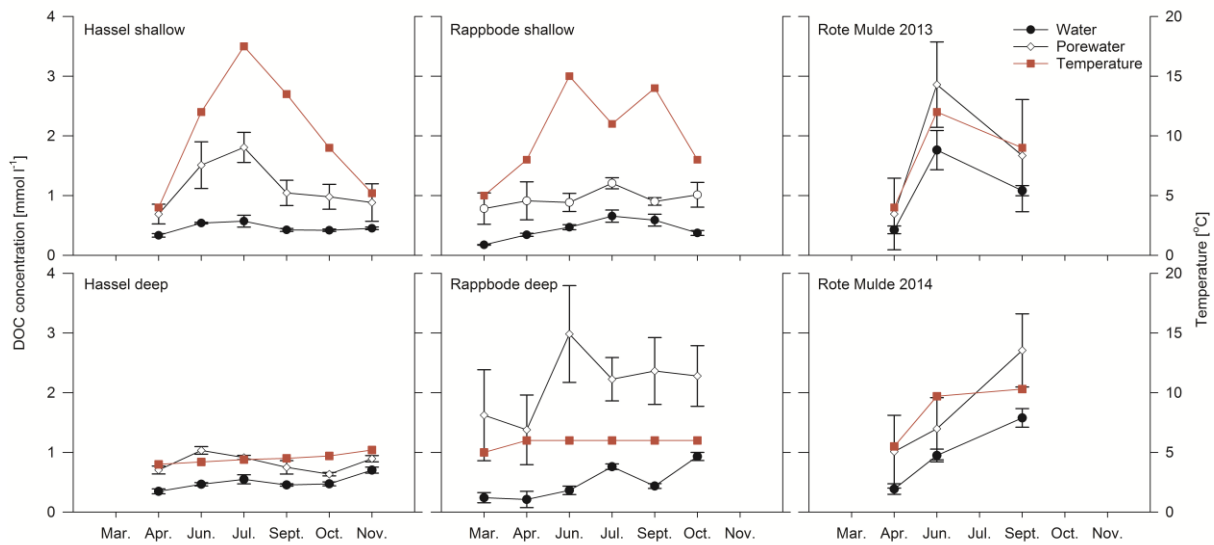 4
3
2
1
0
Hassel shallow
Rappbode shallow
Rote Mulde 2013
Water
Porewater
Temperature
20
15
10
5
0
DOC concentration [mmol l⁻¹]
Temperature [°C]
4
3
2
1
0
Hassel deep
Rappbode deep
Rote Mulde 2014
20
15
10
5
0
Mar. Apr. Jun. Jul. Sept. Oct. Nov. Mar. Apr. Jun. Jul. Sept. Oct. Nov. Mar. Apr. Jun. Jul. Sept. Oct. Nov.